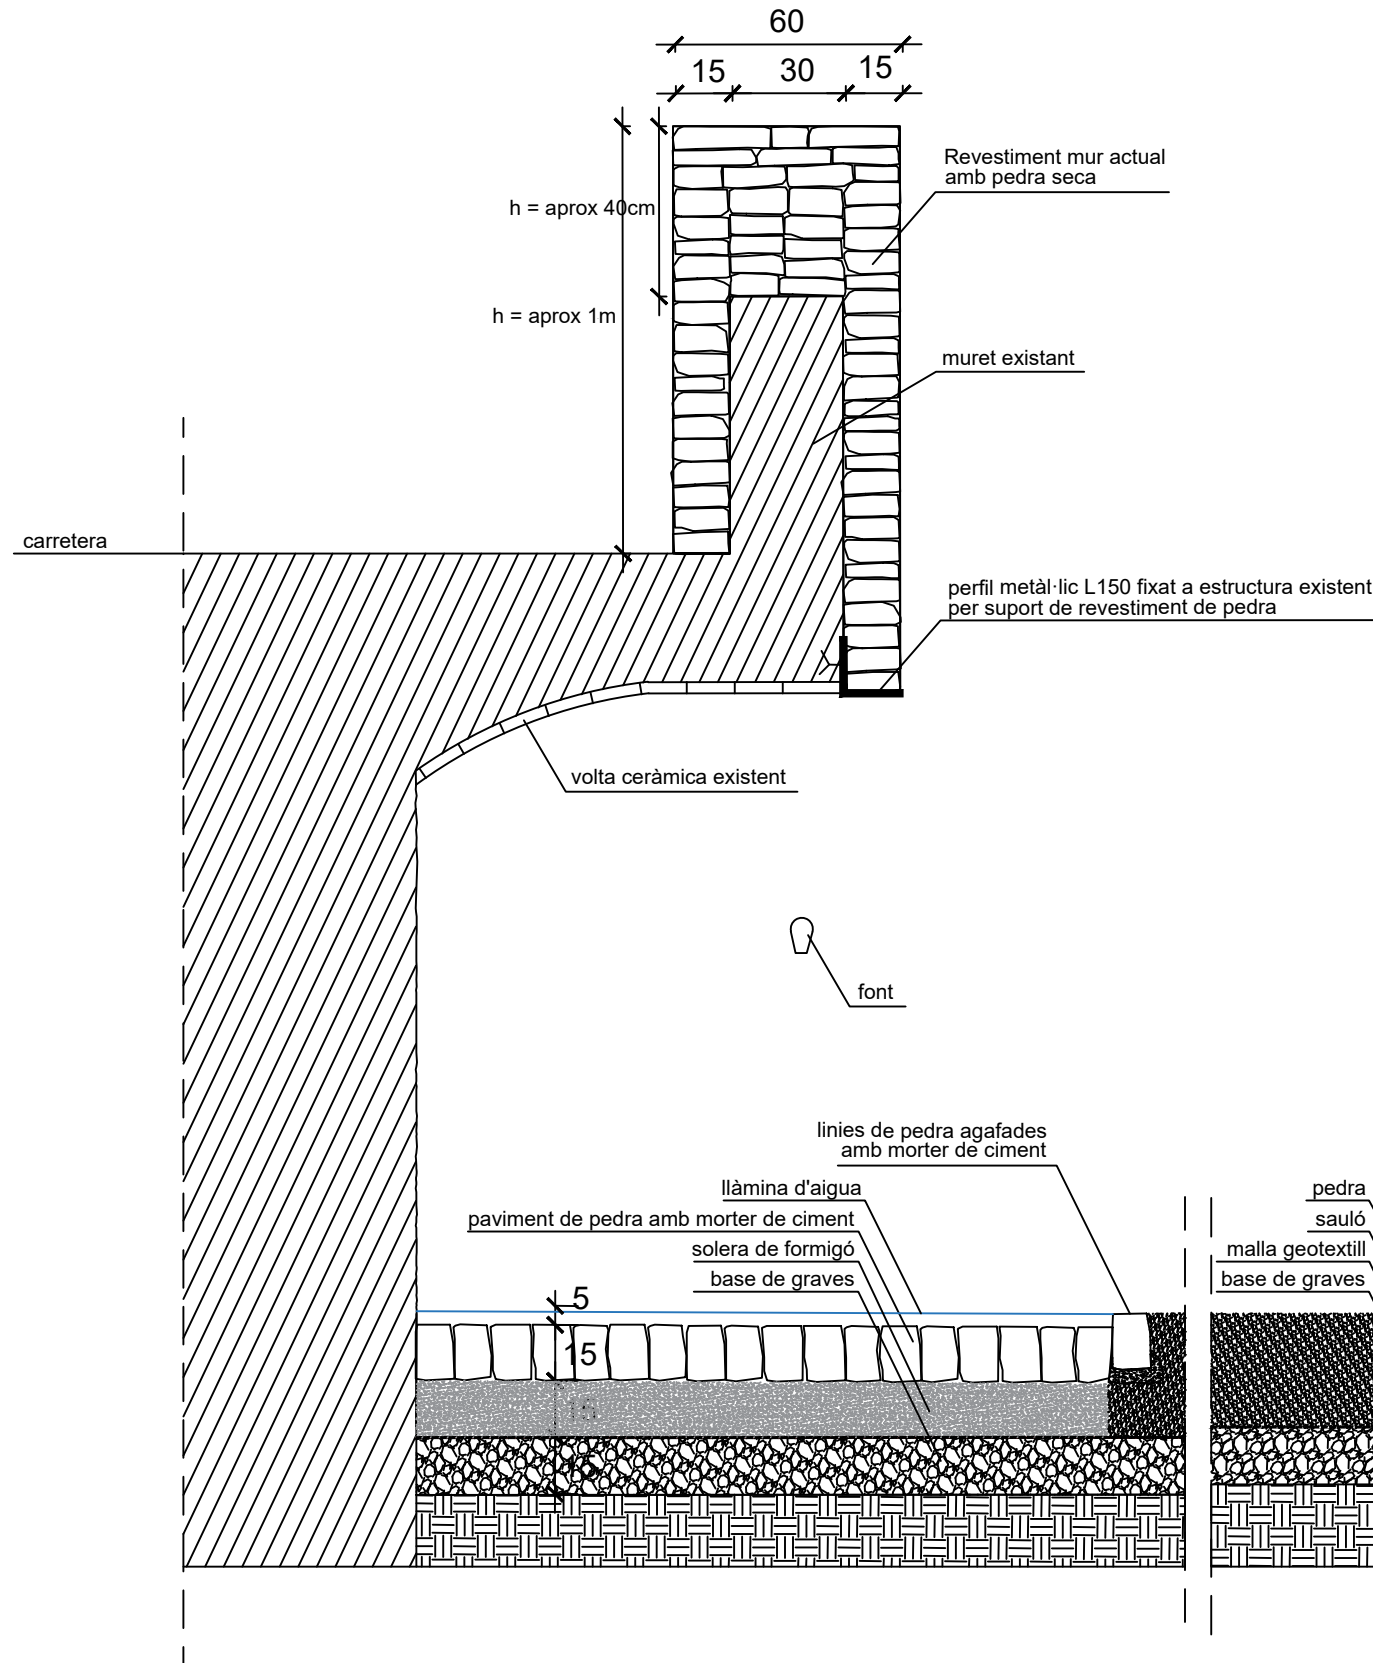 60
15 30 15
Revestiment mur actual
amb pedra seca
h = aprox 40cm
h = aprox 1m
muret existant
carretera
perfil metàl·lic L150 fixat a estructura existent
per suport de revestiment de pedra
volta ceràmica existent
font
linies de pedra agafades
amb morter de ciment
llàmina d'aigua
paviment de pedra amb morter de ciment
solera de formigó
base de graves
pedra
sauló
malla geotextill
base de graves
5
15
15